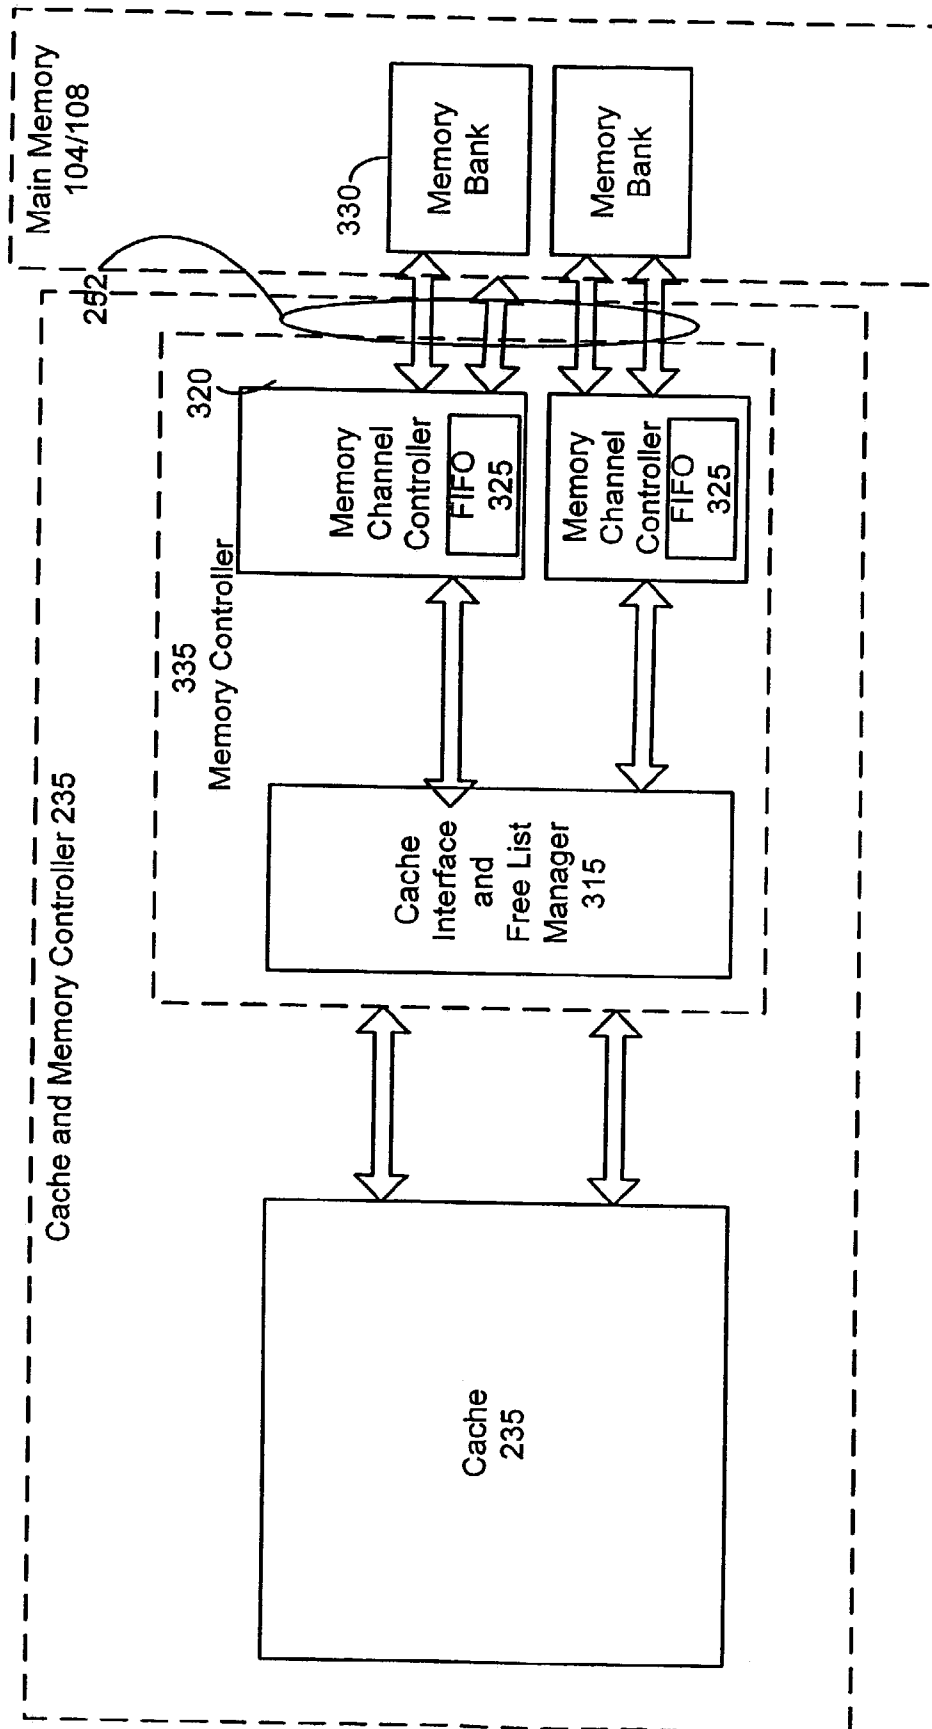 Main Memory
104/108
252
330
Memory
Bank
Memory
Bank
Cache and Memory Controller 235
335
Memory Controller
320
Memory
Channel
Controller
FIFO
325
Memory
Channel
Controller
FIFO
325
Cache
Interface
and
Free List
Manager
315
Cache
235